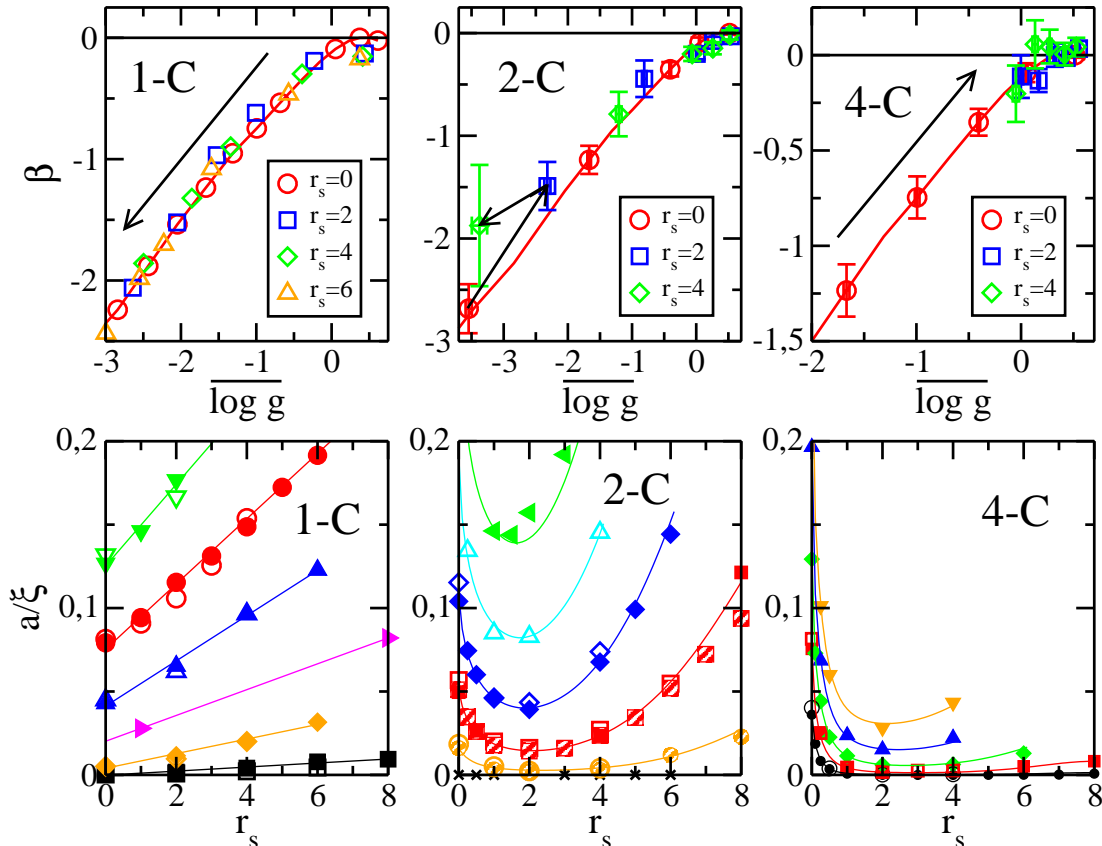 β
0
-1
-2
-3 -2 -1 0
log g
1-C
r_s=0
r_s=2
r_s=4
r_s=6
0
-1
-2
-3
-3 -2 -1 0
log g
2-C
r_s=0
r_s=2
r_s=4
0
-0,5
-1
-1,5
-2 -1 0
log g
4-C
r_s=0
r_s=2
r_s=4
a/ξ
0,2
0,1
0
0 2 4 6 8
r_s
1-C
0,2
0,1
0
0 2 4 6 8
r_s
2-C
0,2
0,1
0
0 2 4 6 8
r_s
4-C